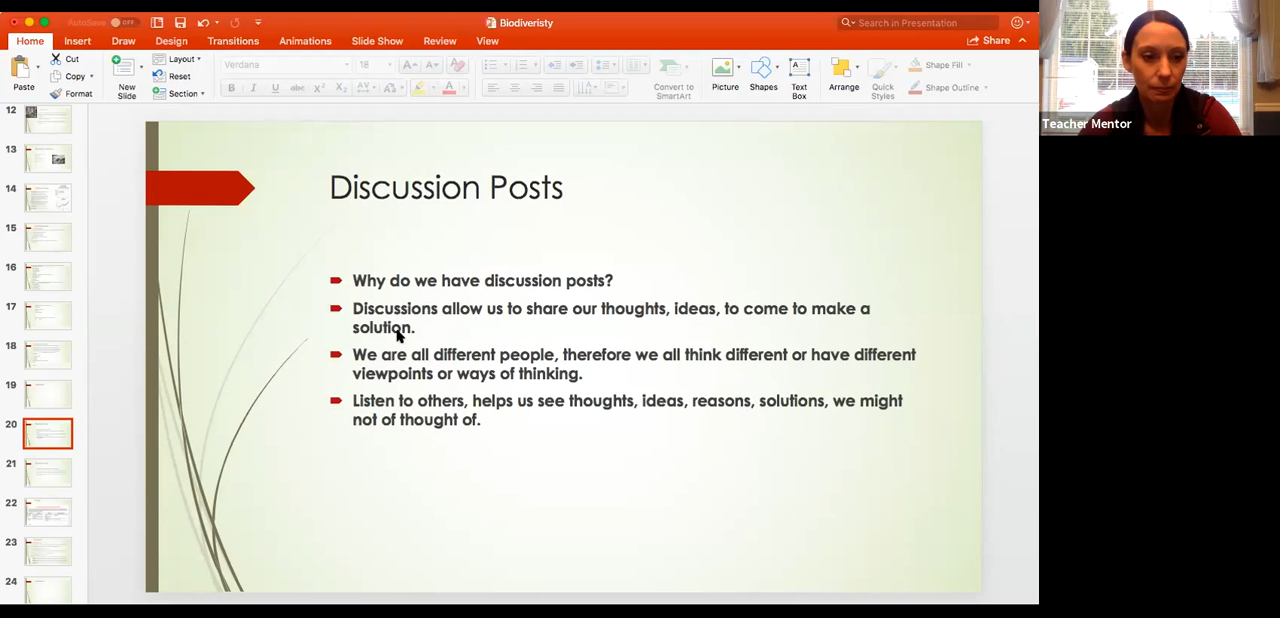 AutoSave OFF
Biodiveristy
Search in Presentation
Home Insert Draw Design Transitions Animations Slide Show Review View
Share
Paste
Cut
Copy
Format
New Slide
Layout
Reset
Section
Verdana
Convert to SmartArt
Picture
Shapes
Text Box
Arrange
Quick Styles
Shape Fill
Shape Outline
12
13
14
15
16
17
18
19
20
21
22
23
24
Discussion Posts
Why do we have discussion posts?
Discussions allow us to share our thoughts, ideas, to come to make a
solution.
We are all different people, therefore we all think different or have different
viewpoints or ways of thinking.
Listen to others, helps us see thoughts, ideas, reasons, solutions, we might
not of thought of.
Teacher Mentor